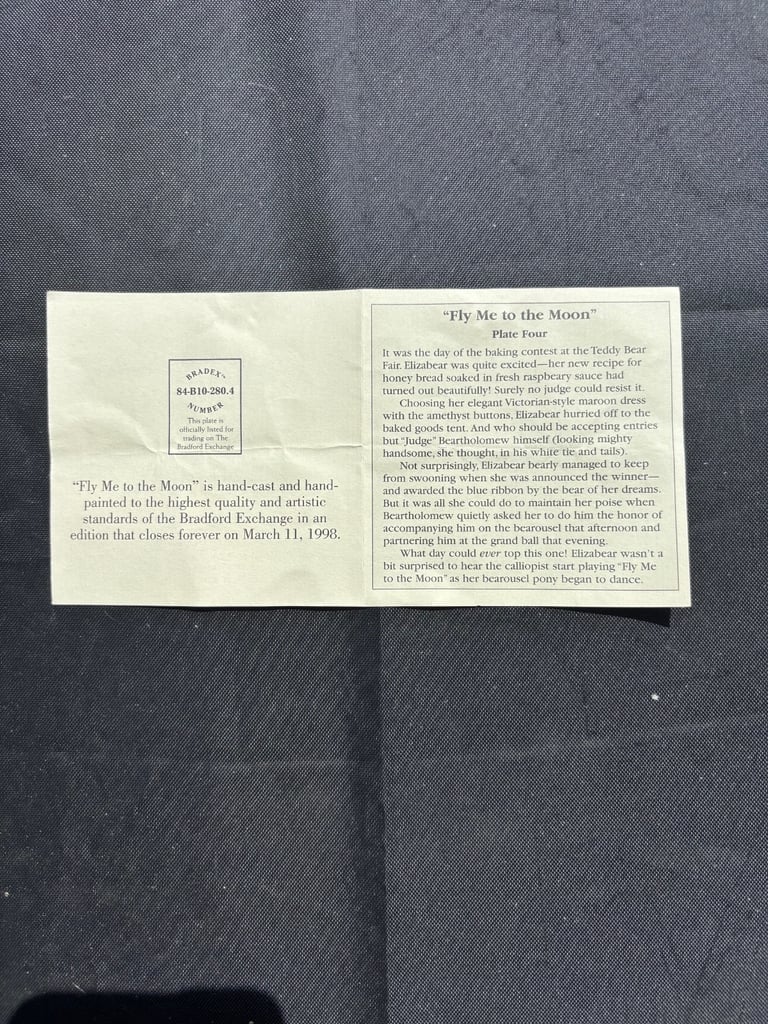 BRADEX™
84-B10-280.4
NUMBER
This plate is
officially listed for
trading on The
Bradford Exchange
"Fly Me to the Moon" is hand-cast and hand-
painted to the highest quality and artistic
standards of the Bradford Exchange in an
edition that closes forever on March 11, 1998.
"Fly Me to the Moon"
Plate Four
It was the day of the baking contest at the Teddy Bear
Fair. Elizabear was quite excited—her new recipe for
honey bread soaked in fresh raspbeary sauce had
turned out beautifully! Surely no judge could resist it.
Choosing her elegant Victorian-style maroon dress
with the amethyst buttons, Elizabear hurried off to the
baked goods tent. And who should be accepting entries
but "Judge" Beartholomew himself (looking mighty
handsome, she thought, in his white tie and tails).
Not surprisingly, Elizabear bearly managed to keep
from swooning when she was announced the winner—
and awarded the blue ribbon by the bear of her dreams.
But it was all she could do to maintain her poise when
Beartholomew quietly asked her to do him the honor of
accompanying him on the bearousel that afternoon and
partnering him at the grand ball that evening.
What day could ever top this one! Elizabear wasn't a
bit surprised to hear the calliopist start playing "Fly Me
to the Moon" as her bearousel pony began to dance.